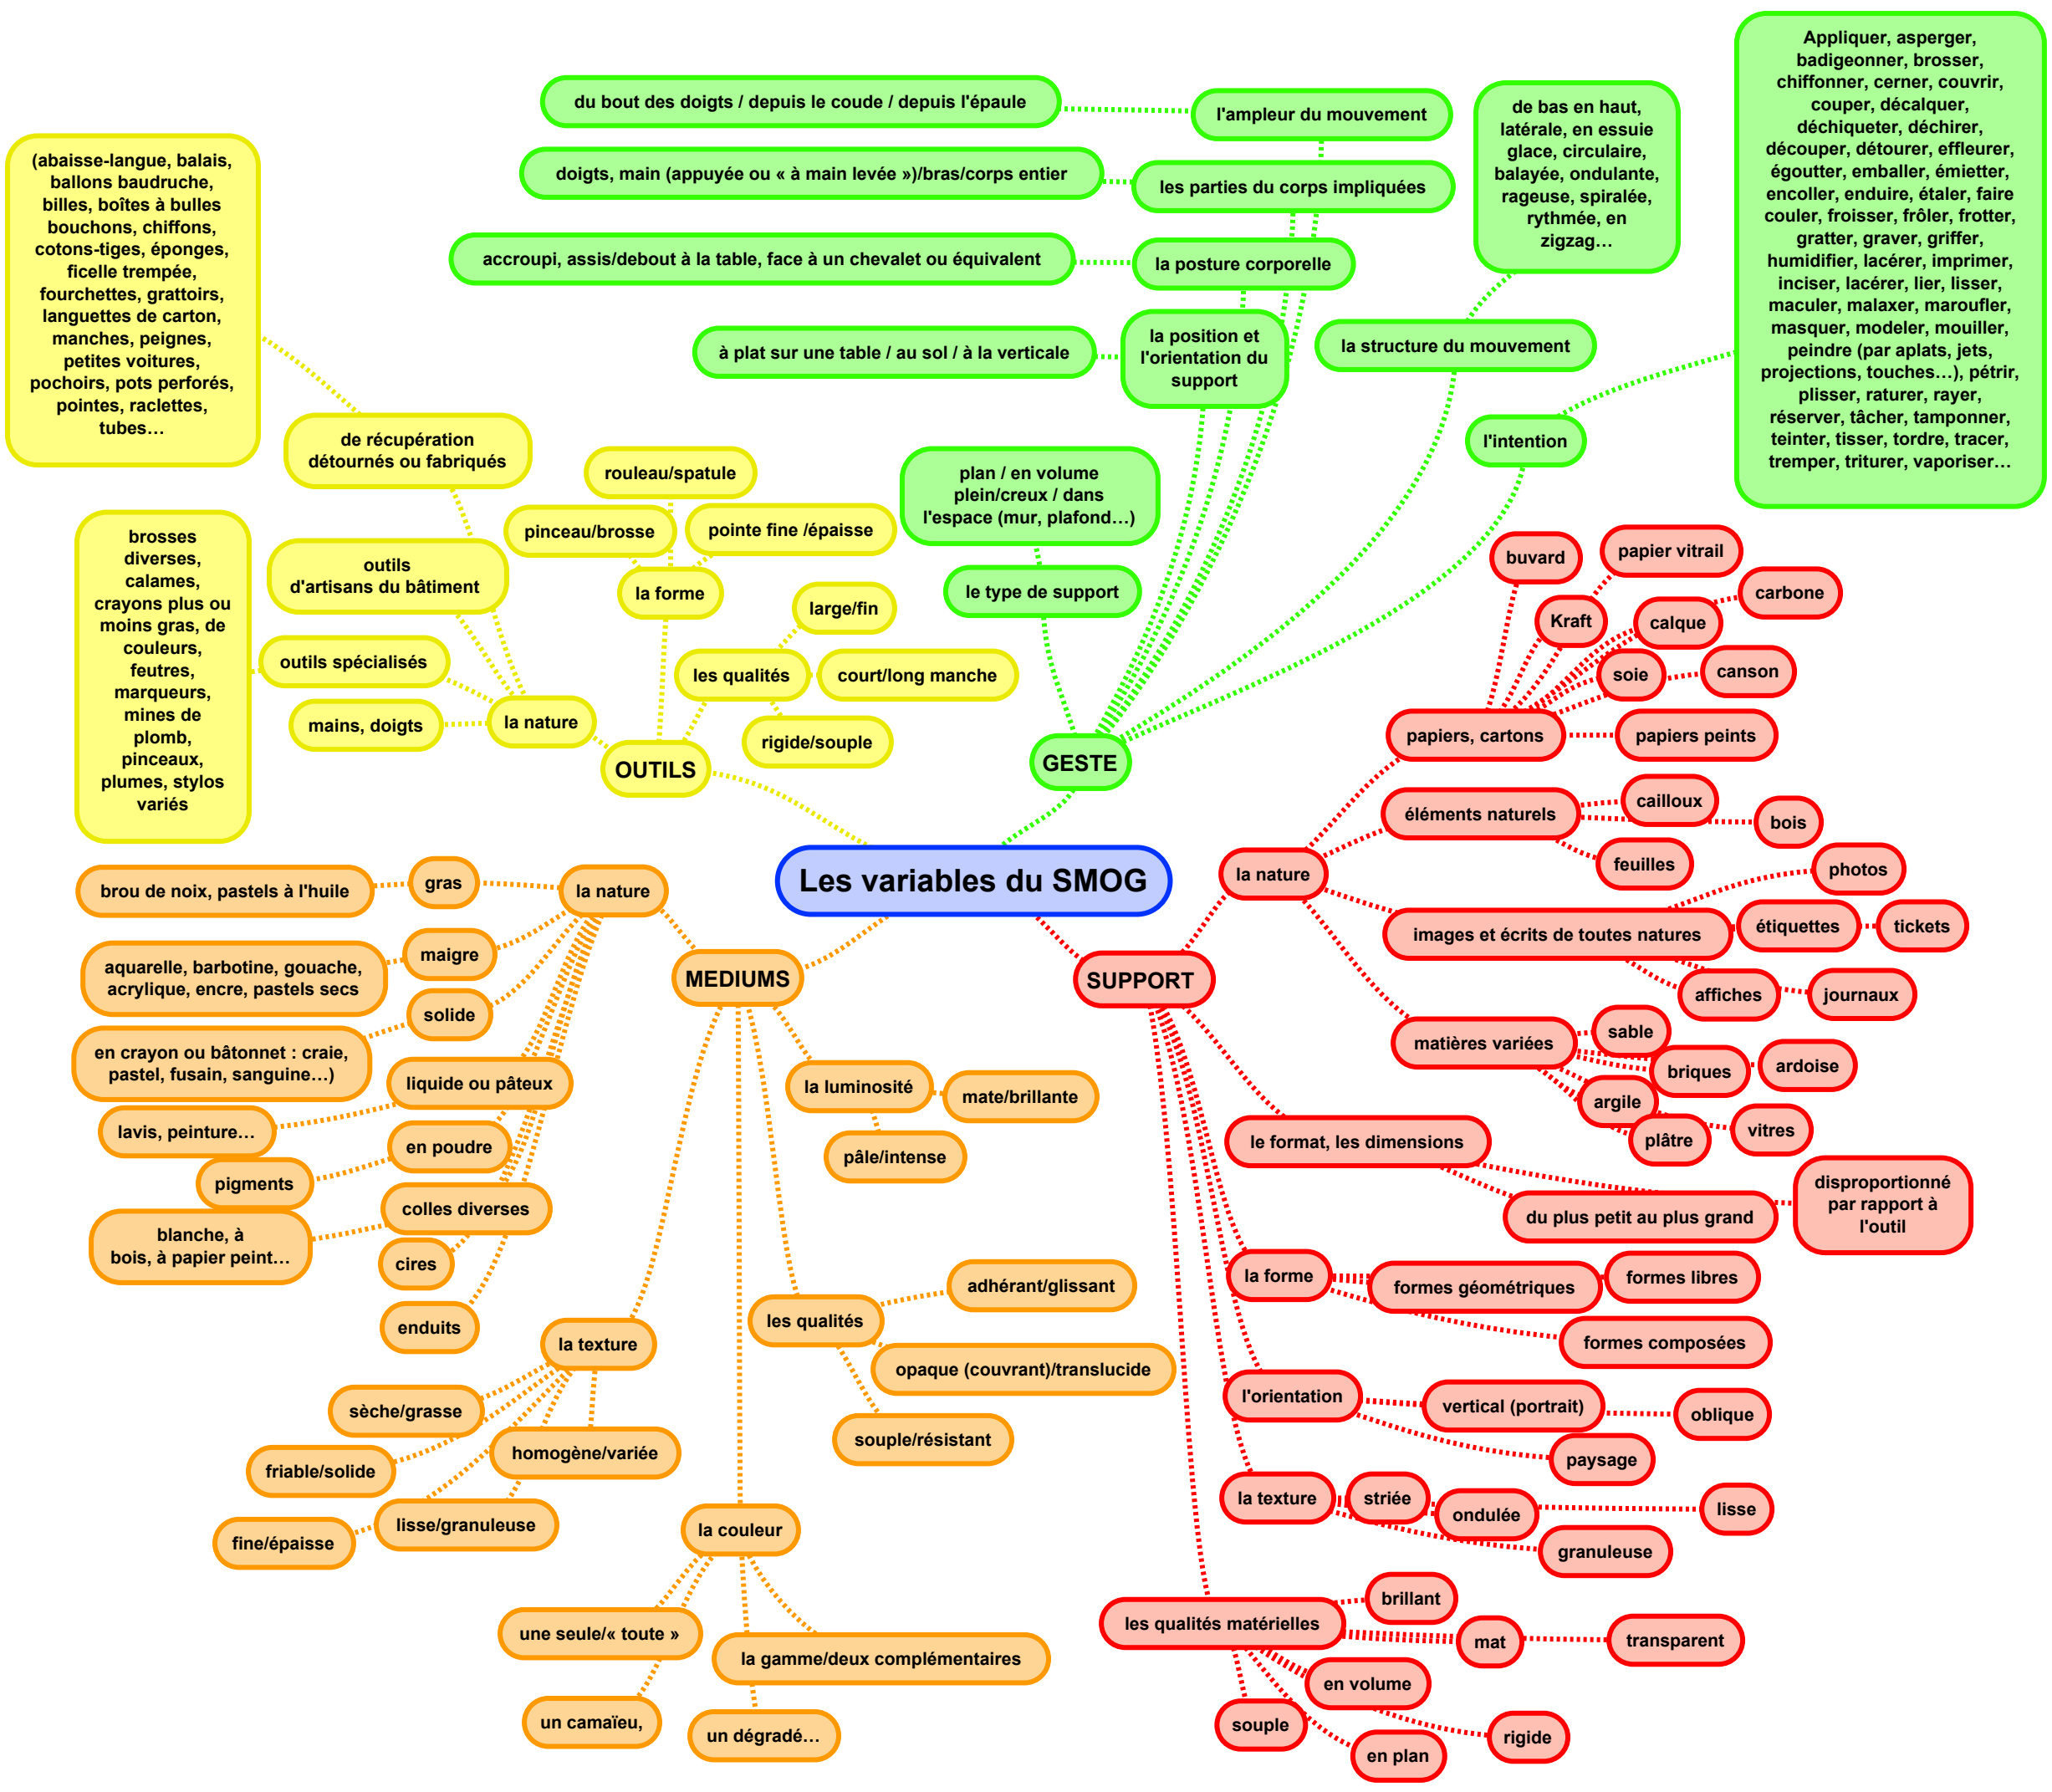 Les variables du SMOG
OUTILS
la nature
de récupération
détournés ou fabriqués
(abaisse-langue, balais,
ballons baudruche,
billes, boîtes à bulles
bouchons, chiffons,
cotons-tiges, éponges,
ficelle trempée,
fourchettes, grattoirs,
languettes de carton,
manches, peignes,
petites voitures,
pochoirs, pots perforés,
pointes, raclettes,
tubes…
outils
d'artisans du bâtiment
outils spécialisés
brosses
diverses,
calames,
crayons plus ou
moins gras, de
couleurs,
feutres,
marqueurs,
mines de
plomb,
pinceaux,
plumes, stylos
variés
mains, doigts
la forme
rouleau/spatule
pinceau/brosse
pointe fine /épaisse
les qualités
large/fin
court/long manche
rigide/souple
GESTE
l'ampleur du mouvement
du bout des doigts / depuis le coude / depuis l'épaule
les parties du corps impliquées
doigts, main (appuyée ou « à main levée »)/bras/corps entier
la posture corporelle
accroupi, assis/debout à la table, face à un chevalet ou équivalent
la position et
l'orientation du
support
à plat sur une table / au sol / à la verticale
le type de support
plan / en volume
plein/creux / dans
l'espace (mur, plafond…)
la structure du mouvement
de bas en haut,
latérale, en essuie
glace, circulaire,
balayée, ondulante,
rageuse, spiralée,
rythmée, en
zigzag…
l'intention
Appliquer, asperger,
badigeonner, brosser,
chiffonner, cerner, couvrir,
couper, décalquer,
déchiqueter, déchirer,
découper, détourer, effleurer,
égoutter, emballer, émietter,
encoller, enduire, étaler, faire
couler, froisser, frôler, frotter,
gratter, graver, griffer,
humidifier, lacérer, imprimer,
inciser, lacérer, lier, lisser,
maculer, malaxer, maroufler,
masquer, modeler, mouiller,
peindre (par aplats, jets,
projections, touches…), pétrir,
plisser, raturer, rayer,
réserver, tâcher, tamponner,
teinter, tisser, tordre, tracer,
tremper, triturer, vaporiser…
MEDIUMS
la nature
gras
brou de noix, pastels à l'huile
maigre
aquarelle, barbotine, gouache,
acrylique, encre, pastels secs
solide
en crayon ou bâtonnet : craie,
pastel, fusain, sanguine…)
liquide ou pâteux
lavis, peinture…
en poudre
pigments
colles diverses
blanche, à
bois, à papier peint…
cires
enduits
la texture
sèche/grasse
friable/solide
fine/épaisse
lisse/granuleuse
homogène/variée
la couleur
une seule/« toute »
la gamme/deux complémentaires
un camaïeu,
un dégradé…
les qualités
adhérant/glissant
opaque (couvrant)/translucide
souple/résistant
la luminosité
mate/brillante
pâle/intense
SUPPORT
la nature
papiers, cartons
buvard
papier vitrail
Kraft
carbone
calque
soie
canson
papiers peints
éléments naturels
cailloux
bois
feuilles
images et écrits de toutes natures
photos
étiquettes
tickets
affiches
journaux
matières variées
sable
briques
ardoise
argile
plâtre
vitres
le format, les dimensions
du plus petit au plus grand
disproportionné
par rapport à
l'outil
la forme
formes géométriques
formes libres
formes composées
l'orientation
vertical (portrait)
oblique
paysage
la texture
striée
ondulée
lisse
granuleuse
les qualités matérielles
brillant
mat
transparent
en volume
souple
rigide
en plan